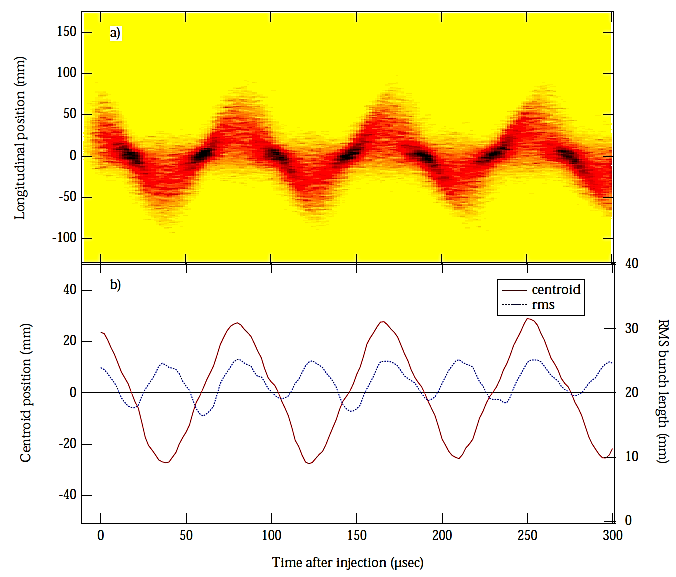 a)
150
100
50
0
-50
-100
Longitudinal position (mm)
b)
centroid
rms
40
20
0
-20
-40
Centroid position (mm)
40
30
20
10
0
RMS bunch length (mm)
0 50 100 150 200 250 300
Time after injection (μsec)